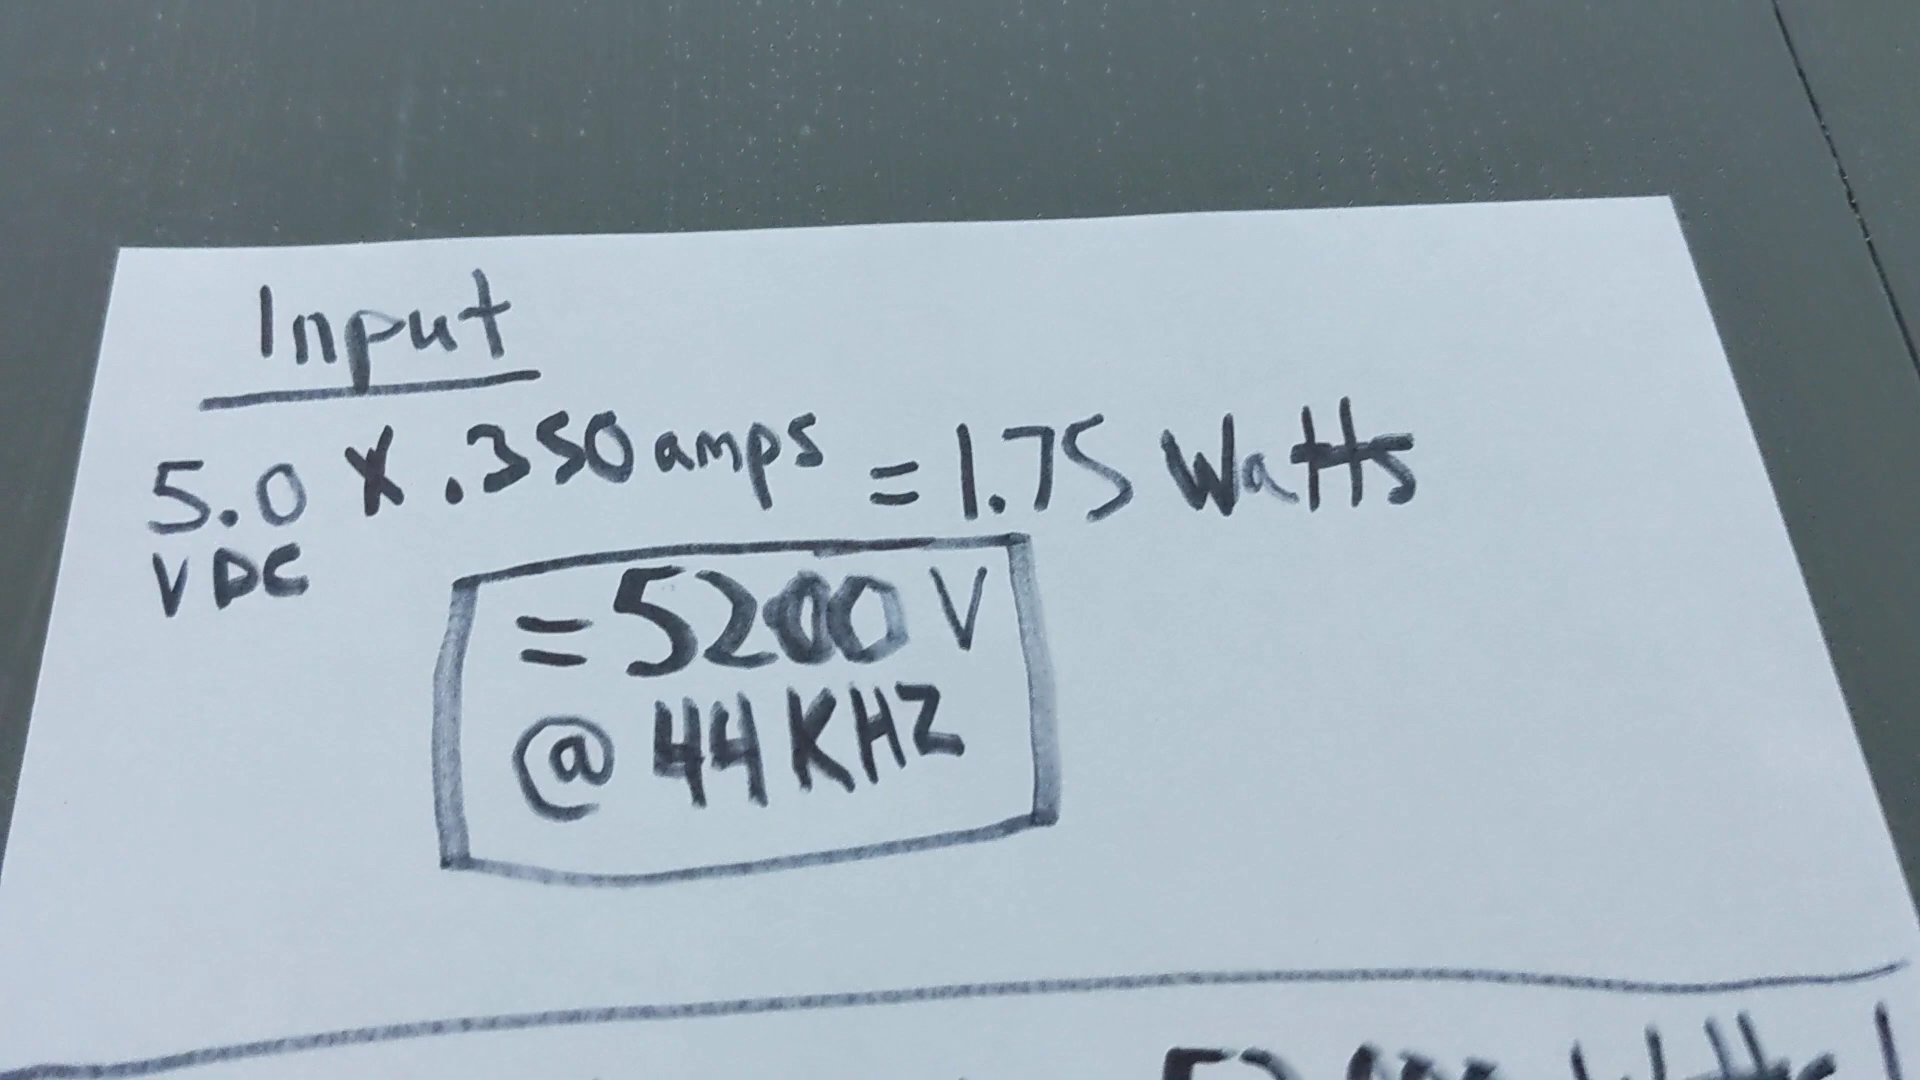 Input
5.0 X .350 amps = 1.75 Watts
VDC
= 5200 V
@ 44 KHZ